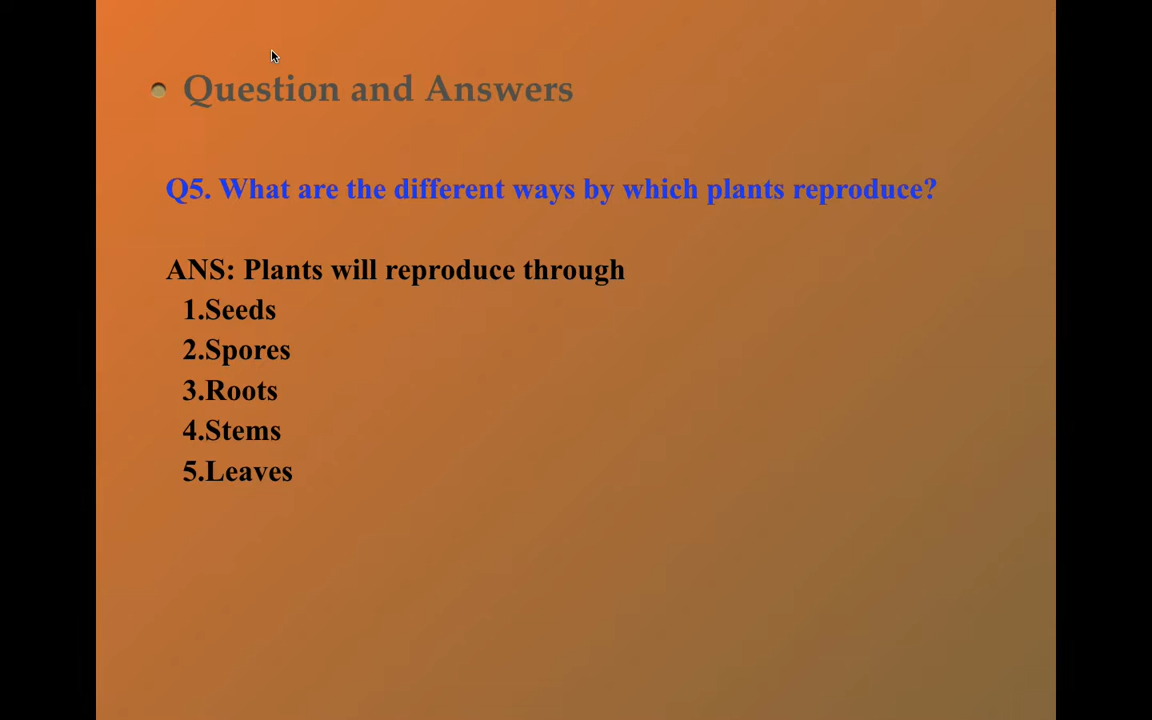 Question and Answers
Q5. What are the different ways by which plants reproduce?
ANS: Plants will reproduce through
1.Seeds
2.Spores
3.Roots
4.Stems
5.Leaves